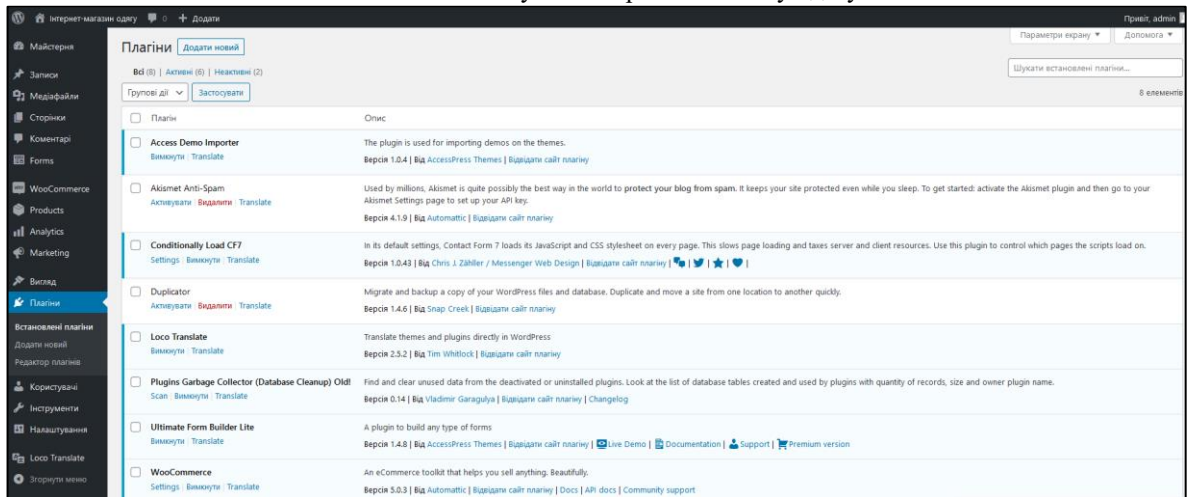 Інтернет-магазин одягу 0 + Додати Привіт, admin
Параметри екрану ▼ Допомога ▼
Майстерня
Записи
Медіафайли
Сторінки
Коментарі
Forms
WooCommerce
Products
Analytics
Marketing
Вигляд
Плагіни
Встановлені плагіни
Додати новий
Редактор плагінів
Користувачі
Інструменти
Налаштування
Loco Translate
Згорнути меню
Плагіни Додати новий
Всі (8) | Активні (6) | Неактивні (2)
Шукати встановлені плагіни...
Групові дії Застосувати 8 елементів
Плагін Опис
Access Demo Importer
Вимкнути | Translate
The plugin is used for importing demos on the themes.
Версія 1.0.4 | Від AccessPress Themes | Відвідати сайт плагіну
Akismet Anti-Spam
Активувати | Видалити | Translate
Used by millions, Akismet is quite possibly the best way in the world to protect your blog from spam. It keeps your site protected even while you sleep. To get started: activate the Akismet plugin and then go to your
Akismet Settings page to set up your API key.
Версія 4.1.9 | Від Automattic | Відвідати сайт плагіну
Conditionally Load CF7
Settings | Вимкнути | Translate
In its default settings, Contact Form 7 loads its JavaScript and CSS stylesheet on every page. This slows page loading and taxes server and client resources. Use this plugin to control which pages the scripts load on.
Версія 1.0.43 | Від Chris J. Zähller / Messenger Web Design | Відвідати сайт плагіну | | | | |
Duplicator
Активувати | Видалити | Translate
Migrate and backup a copy of your WordPress files and database. Duplicate and move a site from one location to another quickly.
Версія 1.4.6 | Від Snap Creek | Відвідати сайт плагіну
Loco Translate
Вимкнути | Translate
Translate themes and plugins directly in WordPress
Версія 2.5.2 | Від Tim Whitlock | Відвідати сайт плагіну
Plugins Garbage Collector (Database Cleanup) Old!
Scan | Вимкнути | Translate
Find and clear unused data from the deactivated or uninstalled plugins. Look at the list of database tables created and used by plugins with quantity of records, size and owner plugin name.
Версія 0.14 | Від Vladimir Garagulya | Відвідати сайт плагіну | Changelog
Ultimate Form Builder Lite
Вимкнути | Translate
A plugin to build any type of forms
Версія 1.4.8 | Від AccessPress Themes | Відвідати сайт плагіну | Live Demo | Documentation | Support | Premium version
WooCommerce
Settings | Вимкнути | Translate
An eCommerce toolkit that helps you sell anything. Beautifully.
Версія 5.0.3 | Від Automattic | Відвідати сайт плагіну | Docs | API docs | Community support